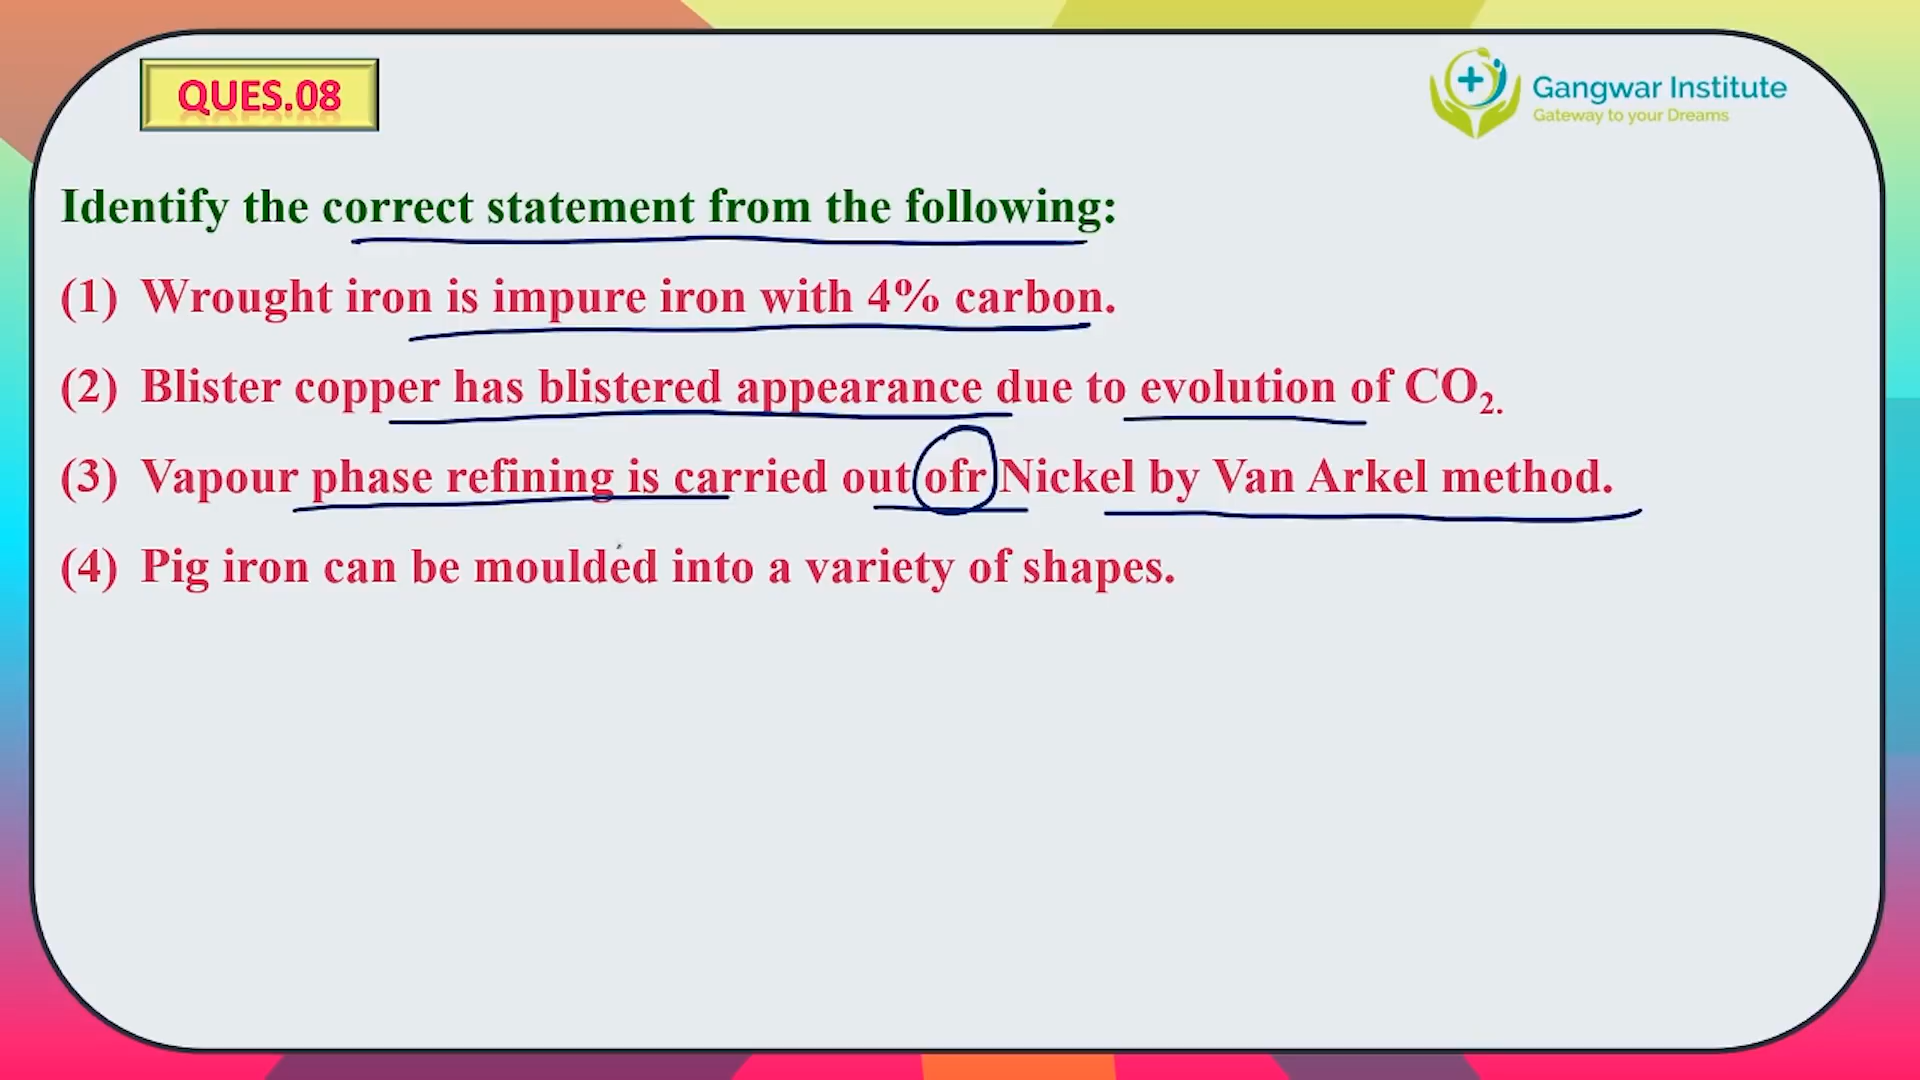 QUES.08
Gangwar Institute
Gateway to your Dreams
Identify the correct statement from the following:
(1) Wrought iron is impure iron with 4% carbon.
(2) Blister copper has blistered appearance due to evolution of CO₂.
(3) Vapour phase refining is carried out ofr Nickel by Van Arkel method.
(4) Pig iron can be moulded into a variety of shapes.